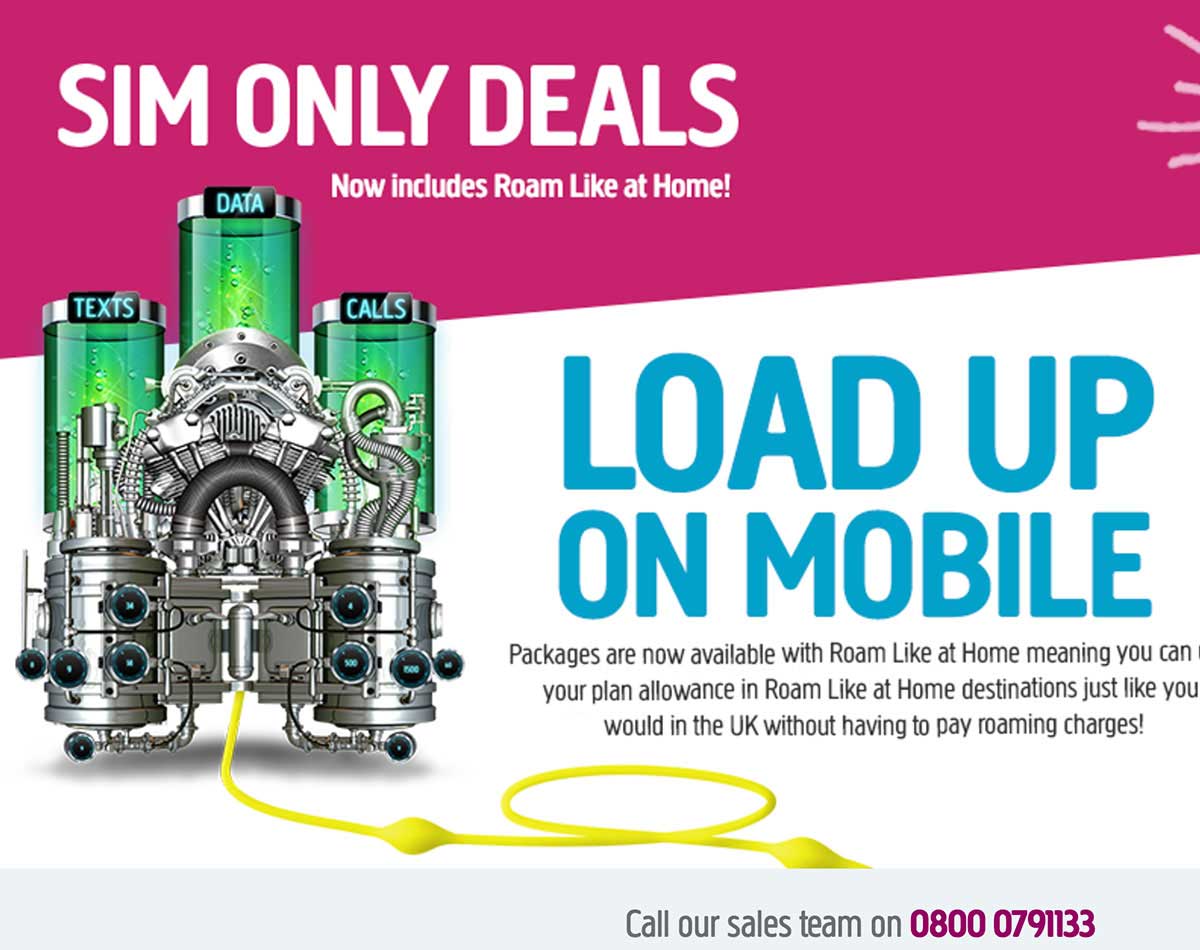 SIM ONLY DEALS
Now includes Roam Like at Home!
DATA
TEXTS
CALLS
LOAD UP
ON MOBILE
Packages are now available with Roam Like at Home meaning you can
your plan allowance in Roam Like at Home destinations just like you
would in the UK without having to pay roaming charges!
14
4
14
500
1500
Call our sales team on 0800 0791133